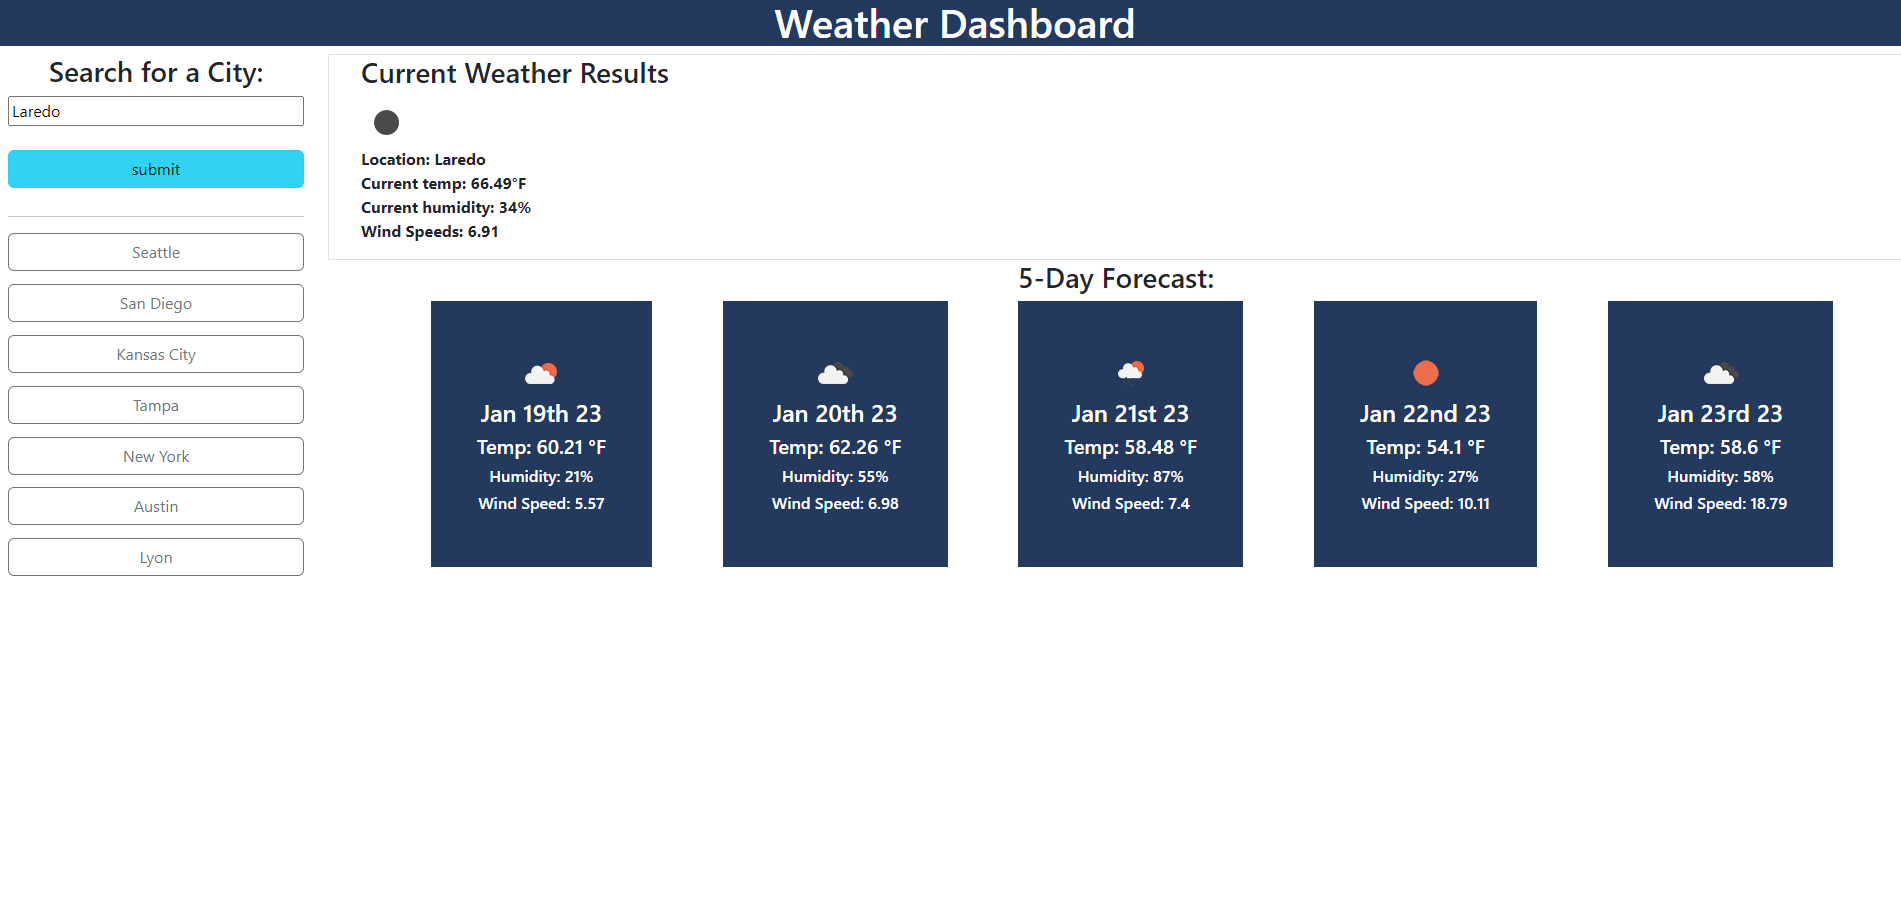 Weather Dashboard
Search for a City:
Laredo
submit
Seattle
San Diego
Kansas City
Tampa
New York
Austin
Lyon
Current Weather Results
Location: Laredo
Current temp: 66.49°F
Current humidity: 34%
Wind Speeds: 6.91
5-Day Forecast:
Jan 19th 23
Temp: 60.21 °F
Humidity: 21%
Wind Speed: 5.57
Jan 20th 23
Temp: 62.26 °F
Humidity: 55%
Wind Speed: 6.98
Jan 21st 23
Temp: 58.48 °F
Humidity: 87%
Wind Speed: 7.4
Jan 22nd 23
Temp: 54.1 °F
Humidity: 27%
Wind Speed: 10.11
Jan 23rd 23
Temp: 58.6 °F
Humidity: 58%
Wind Speed: 18.79